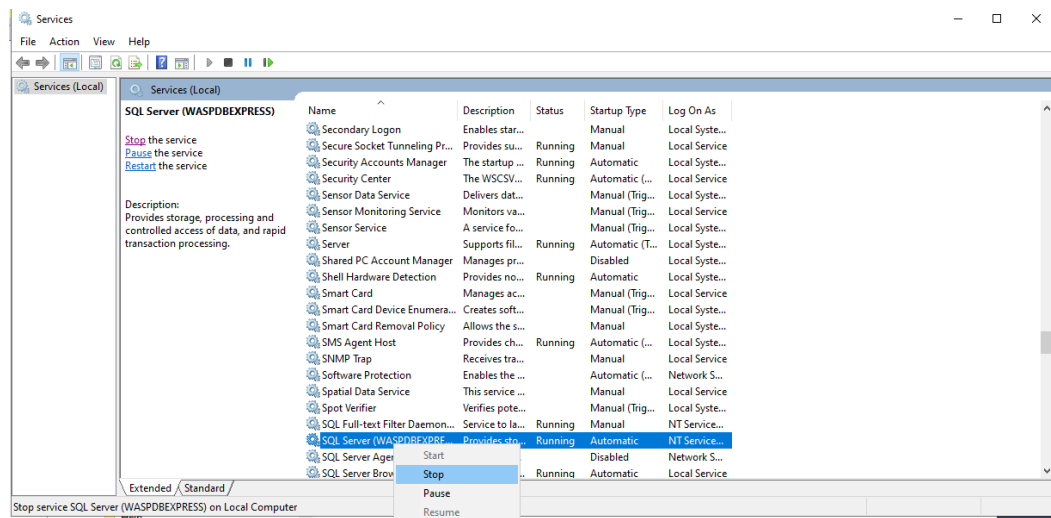 Services
File Action View Help
Services (Local)
Services (Local)
SQL Server (WASPDBEXPRESS)
Stop the service
Pause the service
Restart the service
Description:
Provides storage, processing and
controlled access of data, and rapid
transaction processing.
Name Description Status Startup Type Log On As
Secondary Logon Enables star... Manual Local Syste...
Secure Socket Tunneling Pr... Provides su... Running Manual Local Service
Security Accounts Manager The startup ... Running Automatic Local Syste...
Security Center The WSCSV... Running Automatic (... Local Service
Sensor Data Service Delivers dat... Manual (Trig... Local Syste...
Sensor Monitoring Service Monitors va... Manual (Trig... Local Service
Sensor Service A service fo... Manual (Trig... Local Syste...
Server Supports fil... Running Automatic (T... Local Syste...
Shared PC Account Manager Manages pr... Disabled Local Syste...
Shell Hardware Detection Provides no... Running Automatic Local Syste...
Smart Card Manages ac... Manual (Trig... Local Service
Smart Card Device Enumera... Creates soft... Manual (Trig... Local Syste...
Smart Card Removal Policy Allows the s... Manual Local Syste...
SMS Agent Host Provides ch... Running Automatic (... Local Syste...
SNMP Trap Receives tra... Manual Local Service
Software Protection Enables the ... Automatic (... Network S...
Spatial Data Service This service ... Manual Local Service
Spot Verifier Verifies pote... Manual (Trig... Local Syste...
SQL Full-text Filter Daemon... Service to la... Running Manual NT Service...
SQL Server (WASPDBEXPRE... Provides sto... Running Automatic NT Service...
SQL Server Agen Disabled Network S...
SQL Server Brow ... Running Automatic Local Service
Start
Stop
Pause
Resume
Extended Standard
Stop service SQL Server (WASPDBEXPRESS) on Local Computer